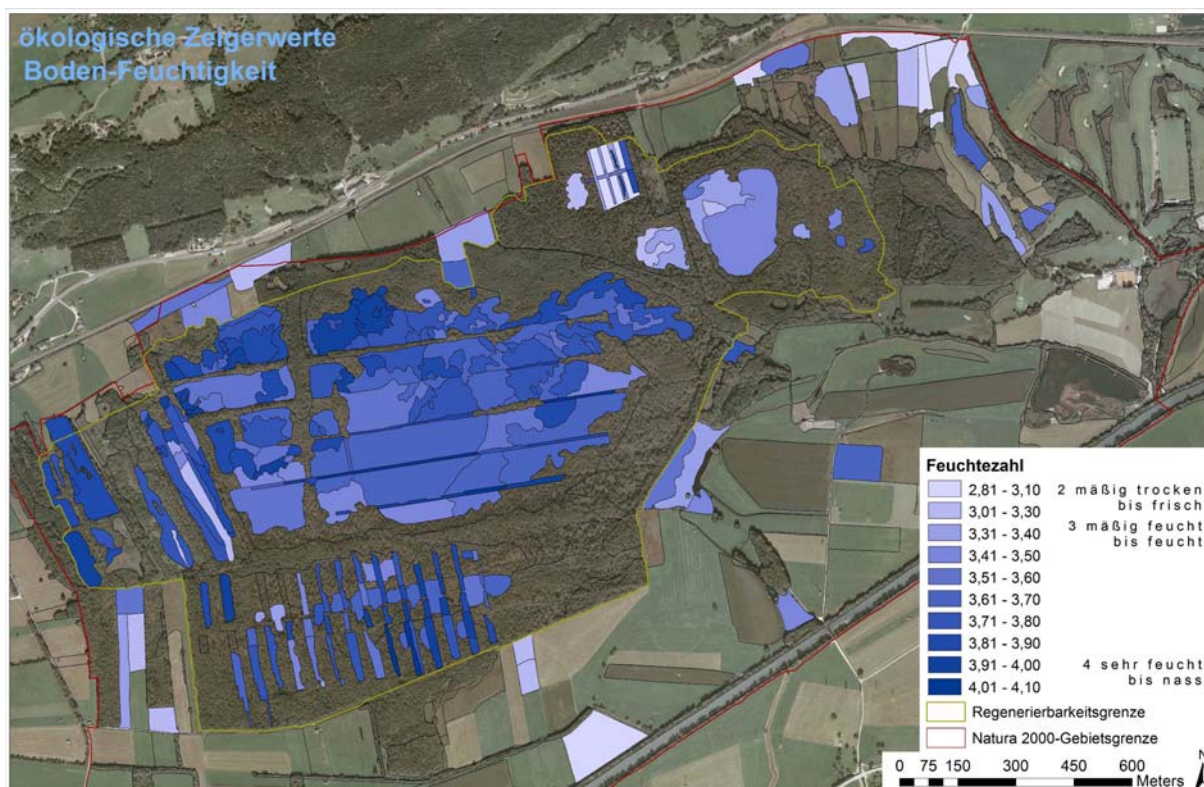 ökologische Zeigerwerte
Boden-Feuchtigkeit
Feuchtezahl
2,81 - 3,10 2 mäßig trocken
bis frisch
3,01 - 3,30
3,31 - 3,40 3 mäßig feucht
bis feucht
3,41 - 3,50
3,51 - 3,60
3,61 - 3,70
3,71 - 3,80
3,81 - 3,90
3,91 - 4,00 4 sehr feucht
bis nass
4,01 - 4,10
Regenerierbarkeitsgrenze
Natura 2000-Gebietsgrenze
N
0 75 150 300 450 600
Meters